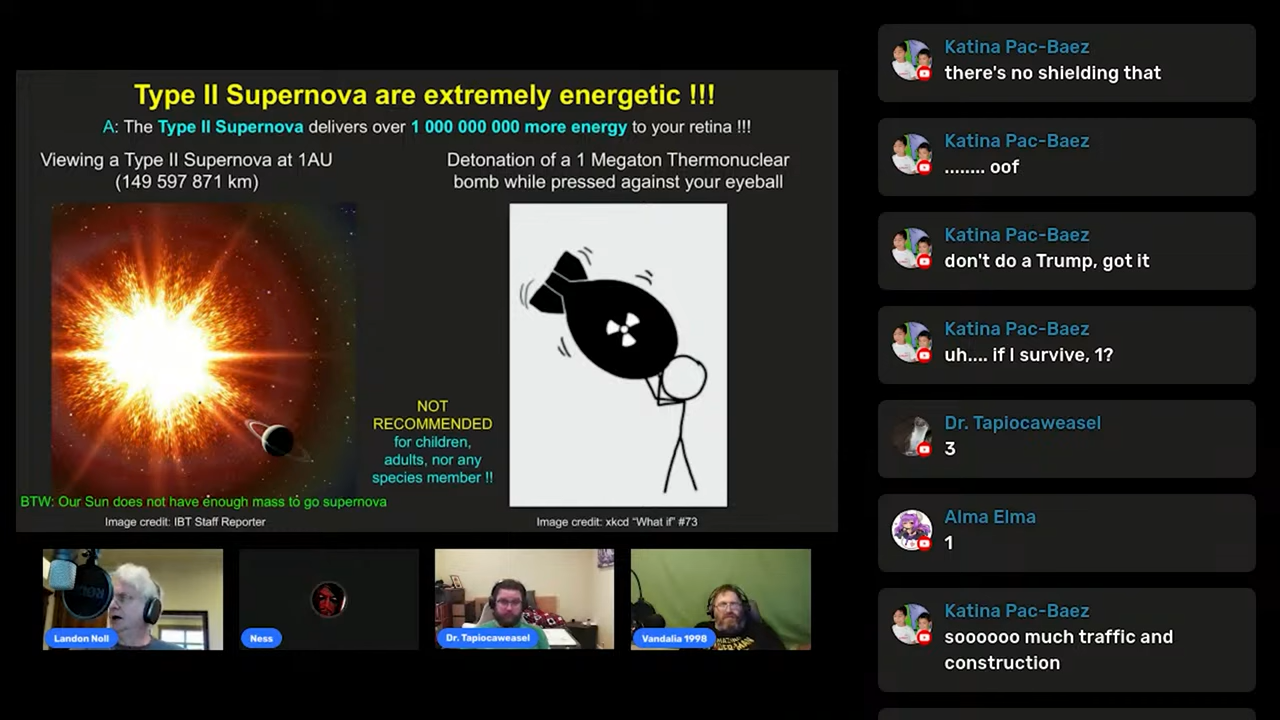 Type II Supernova are extremely energetic !!!
A: The Type II Supernova delivers over 1 000 000 000 more energy to your retina !!!
Viewing a Type II Supernova at 1AU
(149 597 871 km)
Detonation of a 1 Megaton Thermonuclear
bomb while pressed against your eyeball
NOT
RECOMMENDED
for children,
adults, nor any
species member !!
BTW: Our Sun does not have enough mass to go supernova
Image credit: IBT Staff Reporter
Image credit: xkcd "What if" #73
Landon Noll
Ness
Dr. Tapiocaweasel
Vandalia 1998
Katina Pac-Baez
there's no shielding that
Katina Pac-Baez
........ oof
Katina Pac-Baez
don't do a Trump, got it
Katina Pac-Baez
uh.... if I survive, 1?
Dr. Tapiocaweasel
3
Alma Elma
1
Katina Pac-Baez
soooooo much traffic and
construction